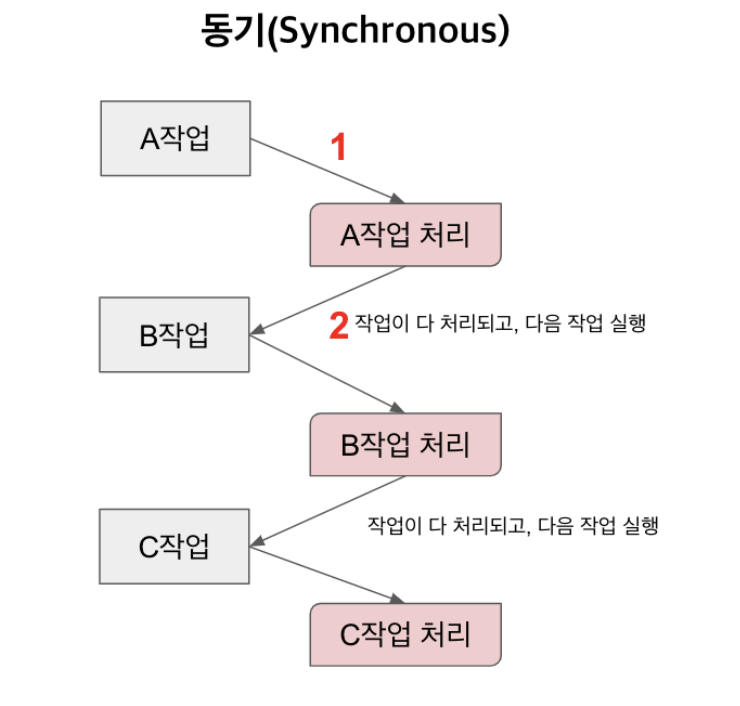 동기(Synchronous)
A작업
1
A작업 처리
B작업
2 작업이 다 처리되고, 다음 작업 실행
B작업 처리
C작업
작업이 다 처리되고, 다음 작업 실행
C작업 처리